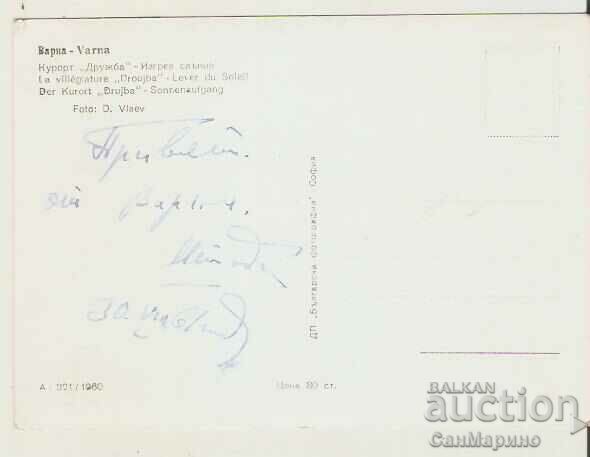 Варна - Varna
Курорт „Дружба" - Изгрев слънце
La villégiature „Droujba" - Lever du Soleil
Der Kurort „Drujba" - Sonnenaufgang
Foto: D. Vlaev
Привет
от Варна.
ДП „Българска фотография" - София
1960
Цена 80 ст.
BALKAN
auction
СанМарино